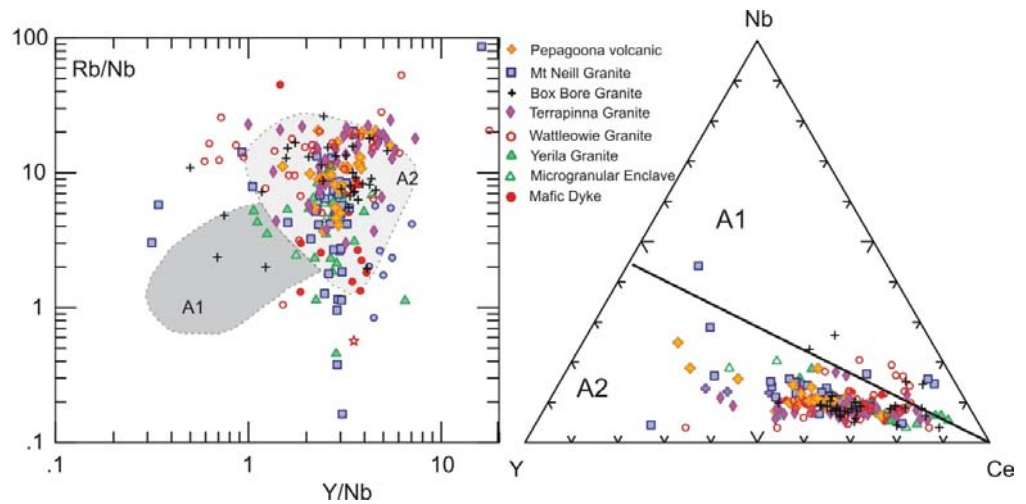 100
10
1
.1
Rb/Nb
A2
A1
.1
1
10
Y/Nb
Pepagoona volcanic
Mt Neill Granite
Box Bore Granite
Terrapinna Granite
Wattleowie Granite
Yerila Granite
Microgranular Enclave
Mafic Dyke
Nb
A1
A2
Y
Ce